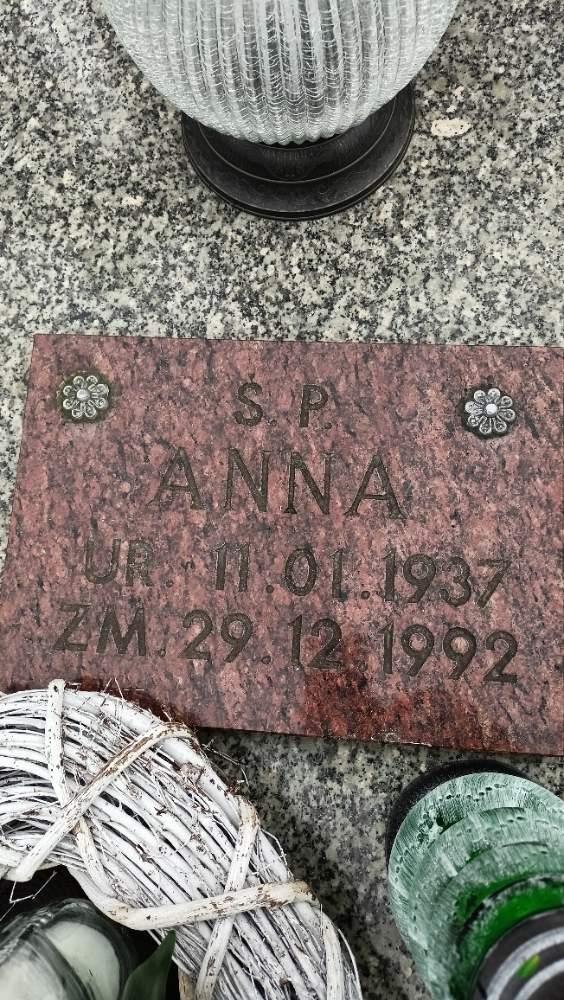 S. P.
ANNA
UR. 11.01.1937
ZM. 29.12.1992